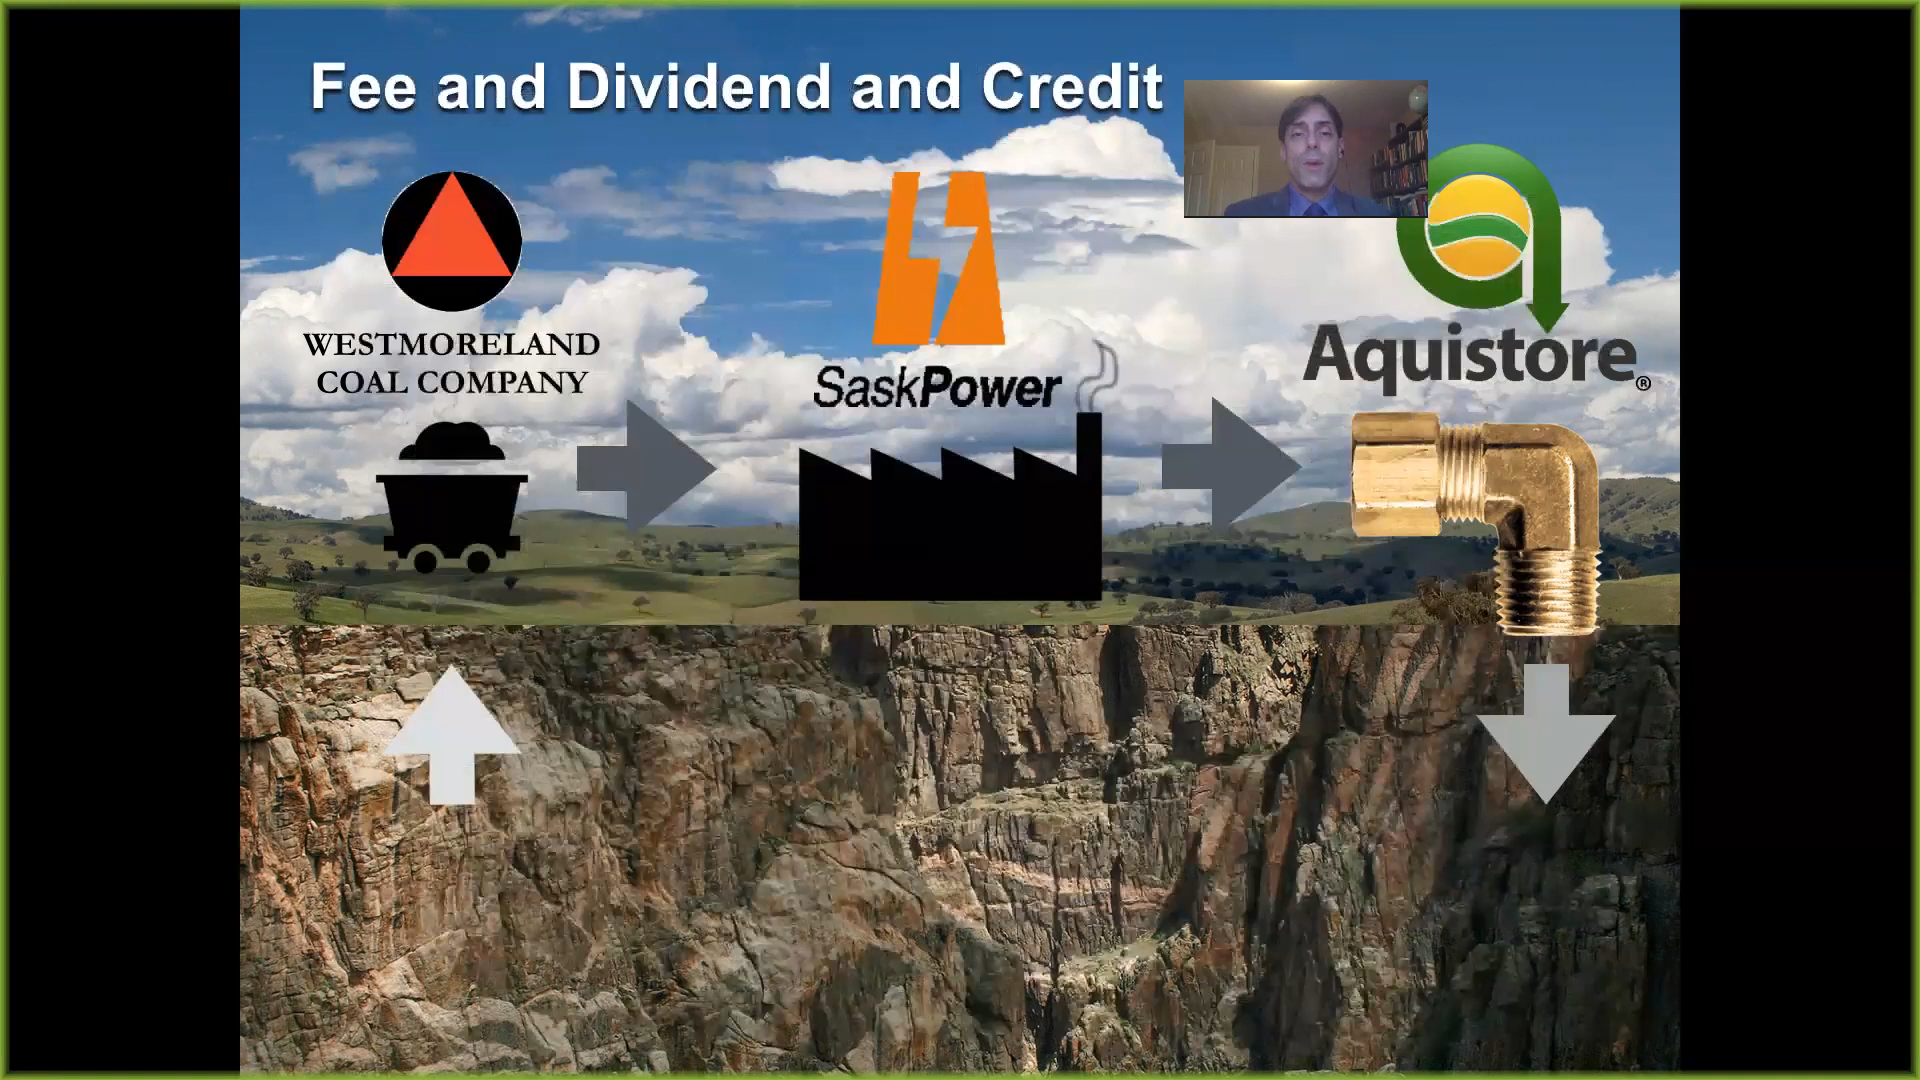 Fee and Dividend and Credit
WESTMORELAND
COAL COMPANY
SaskPower
Aquistore®